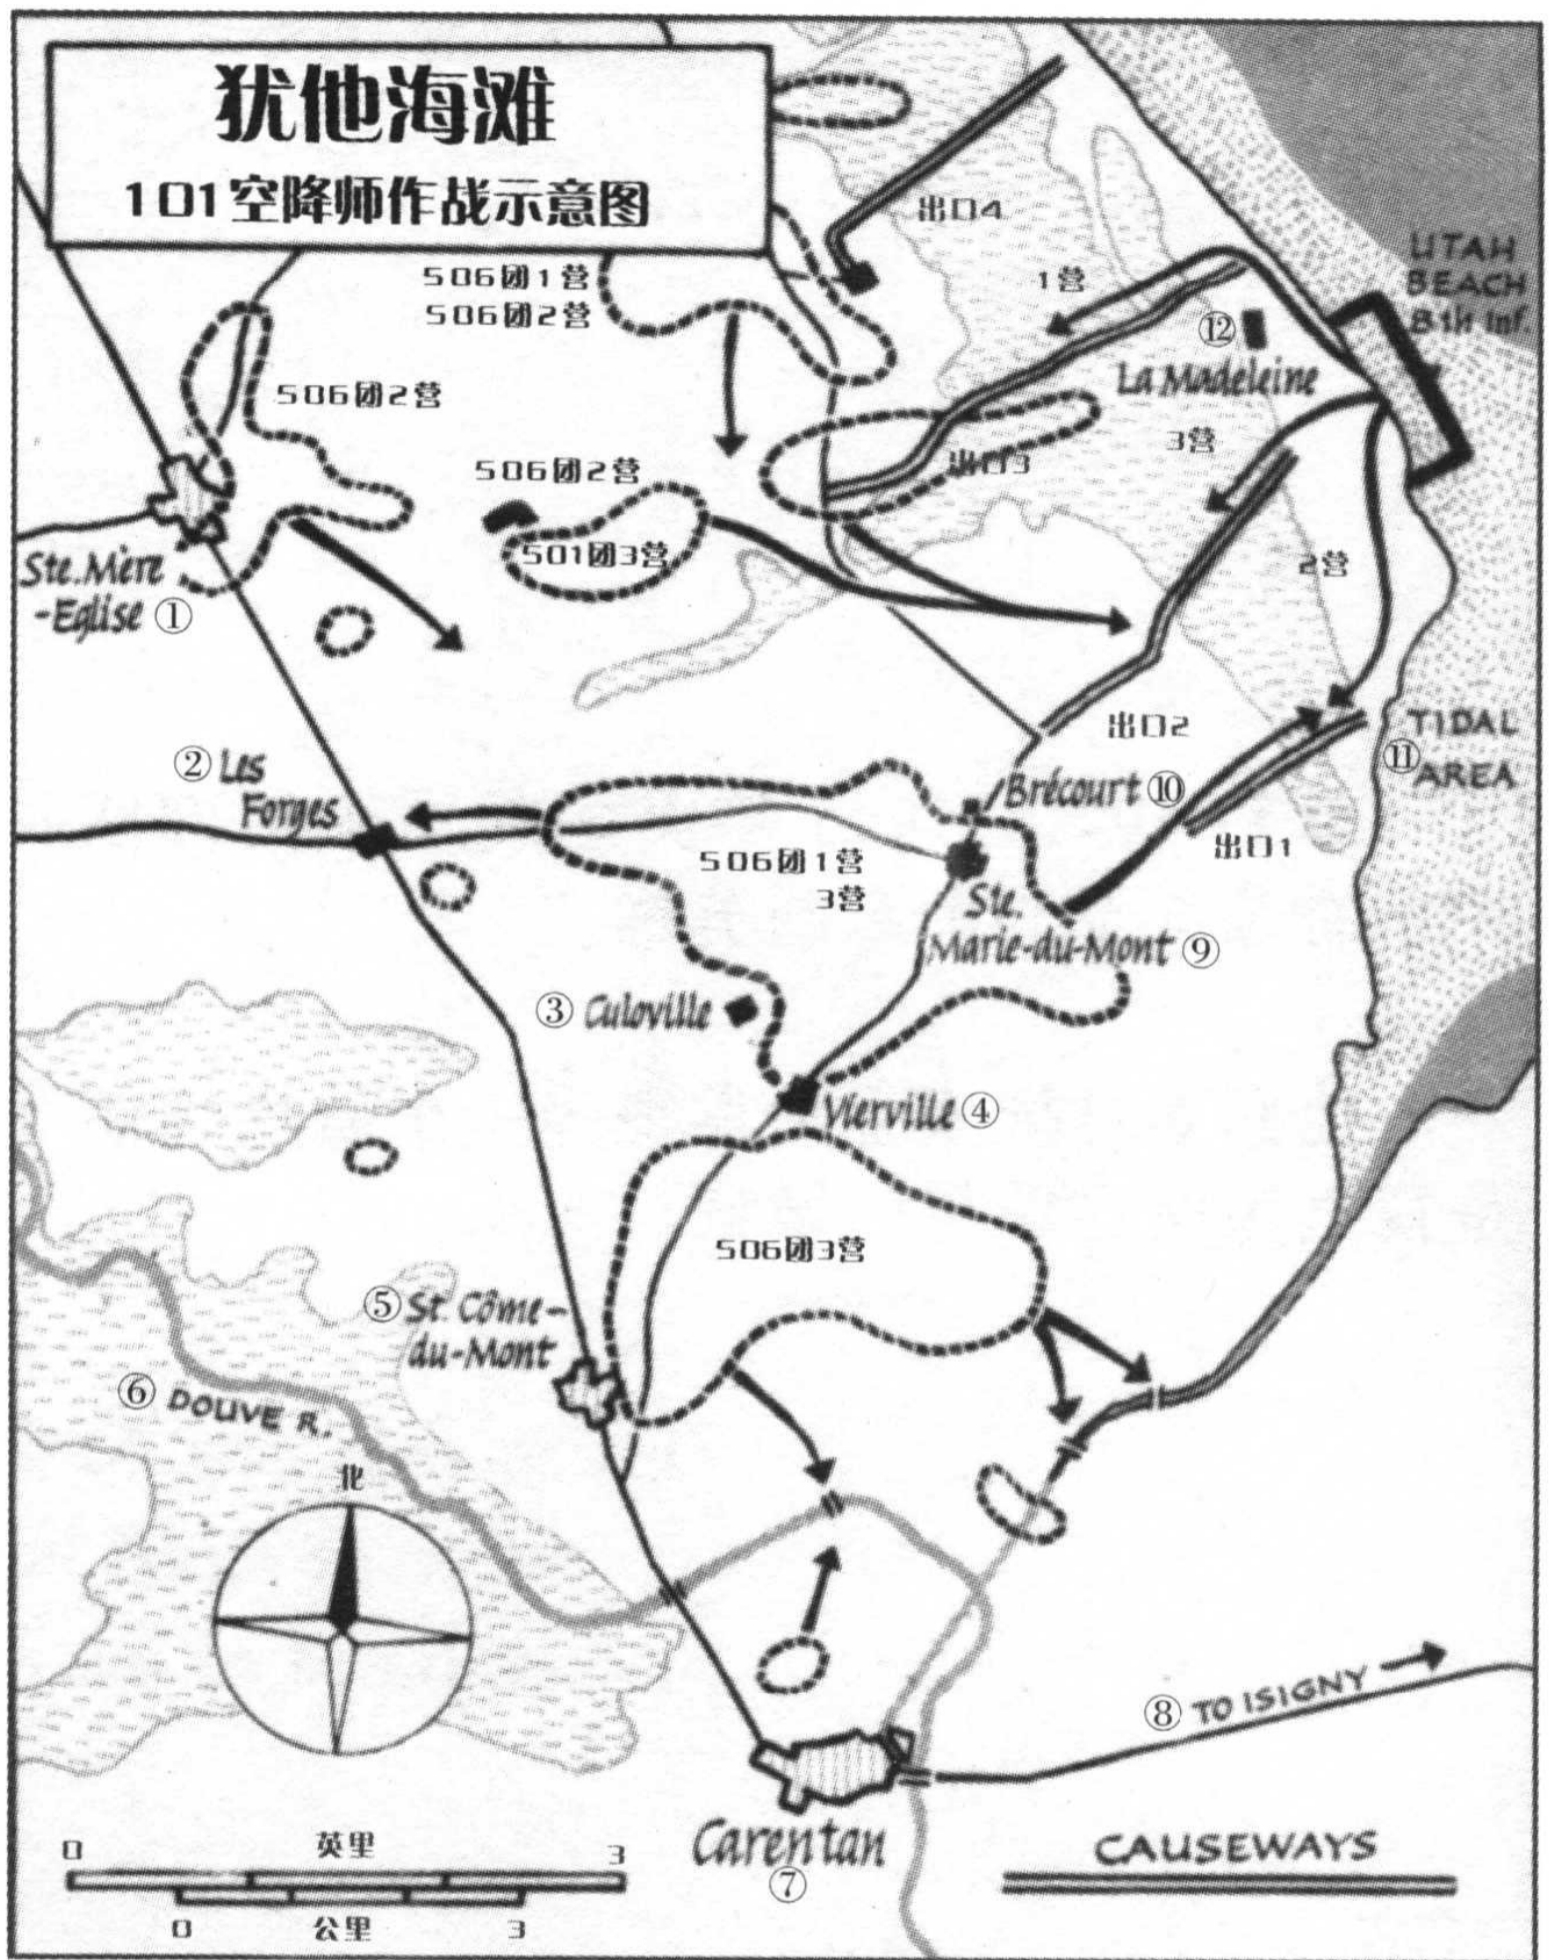 犹他海滩
101空降师作战示意图
出口4
UTAH
BEACH
8th Inf.
506团1营
506团2营
1营
⑫
La Madeleine
506团2营
3营
506团2营
出口3
501团3营
2营
Ste. Mère
-Eglise ①
出口2
TIDAL
⑪ AREA
② Les
Forges
Brécourt ⑩
出口1
506团1营
3营
Ste.
Marie-du-Mont ⑨
③ Culoville
Vierville ④
506团3营
⑤ St. Côme-
du-Mont
⑥ DOUVE R.
北
⑧ TO ISIGNY
Carentan
⑦
CAUSEWAYS
0 英里 3
0 公里 3